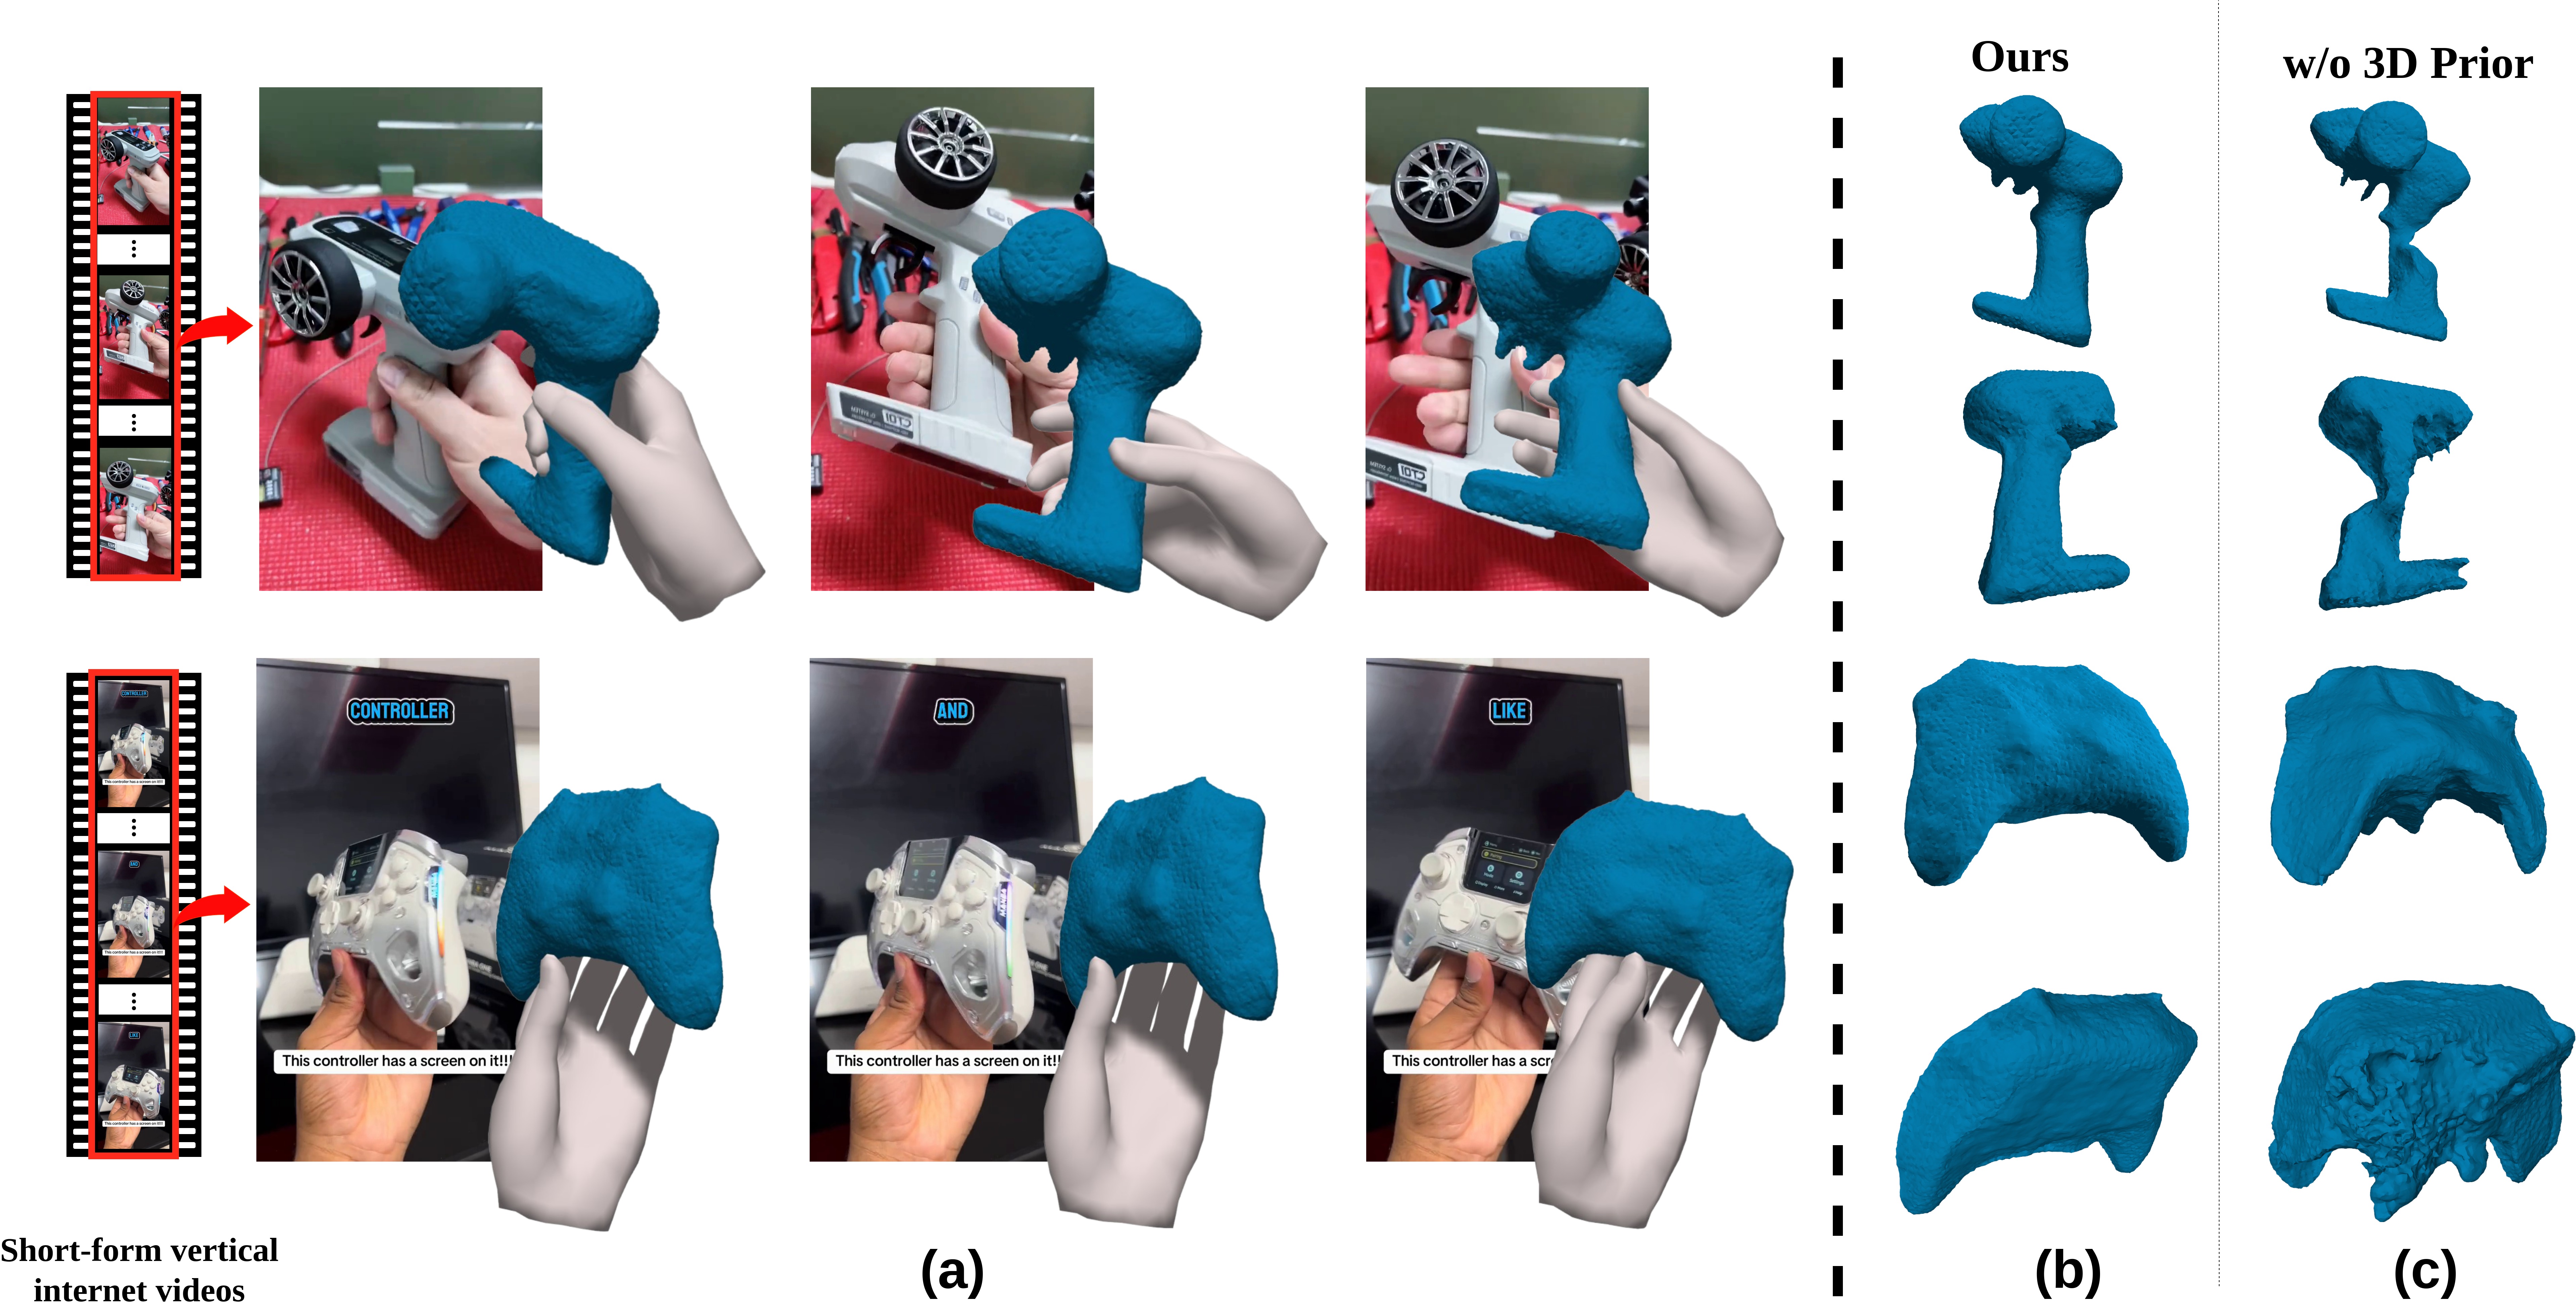 Ours
w/o 3D Prior
CONTROLLER
AND
LIKE
This controller has a screen on it!!!
This controller has a screen on it!!
This controller has a scre
Short-form vertical
internet videos
(a)
(b)
(c)